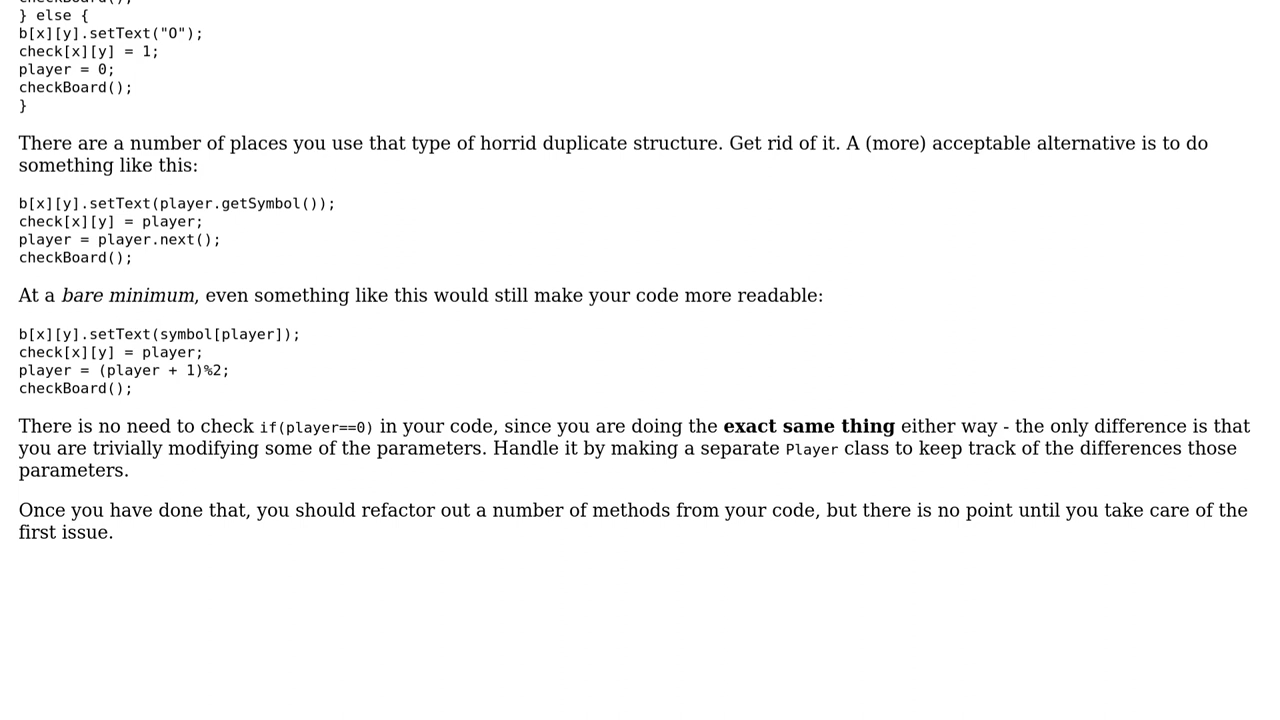 checkBoard();
} else {
b[x][y].setText("O");
check[x][y] = 1;
player = 0;
checkBoard();
}
There are a number of places you use that type of horrid duplicate structure. Get rid of it. A (more) acceptable alternative is to do
something like this:
b[x][y].setText(player.getSymbol());
check[x][y] = player;
player = player.next();
checkBoard();
At a bare minimum, even something like this would still make your code more readable:
b[x][y].setText(symbol[player]);
check[x][y] = player;
player = (player + 1)%2;
checkBoard();
There is no need to check if(player==0) in your code, since you are doing the exact same thing either way - the only difference is that
you are trivially modifying some of the parameters. Handle it by making a separate Player class to keep track of the differences those
parameters.
Once you have done that, you should refactor out a number of methods from your code, but there is no point until you take care of the
first issue.